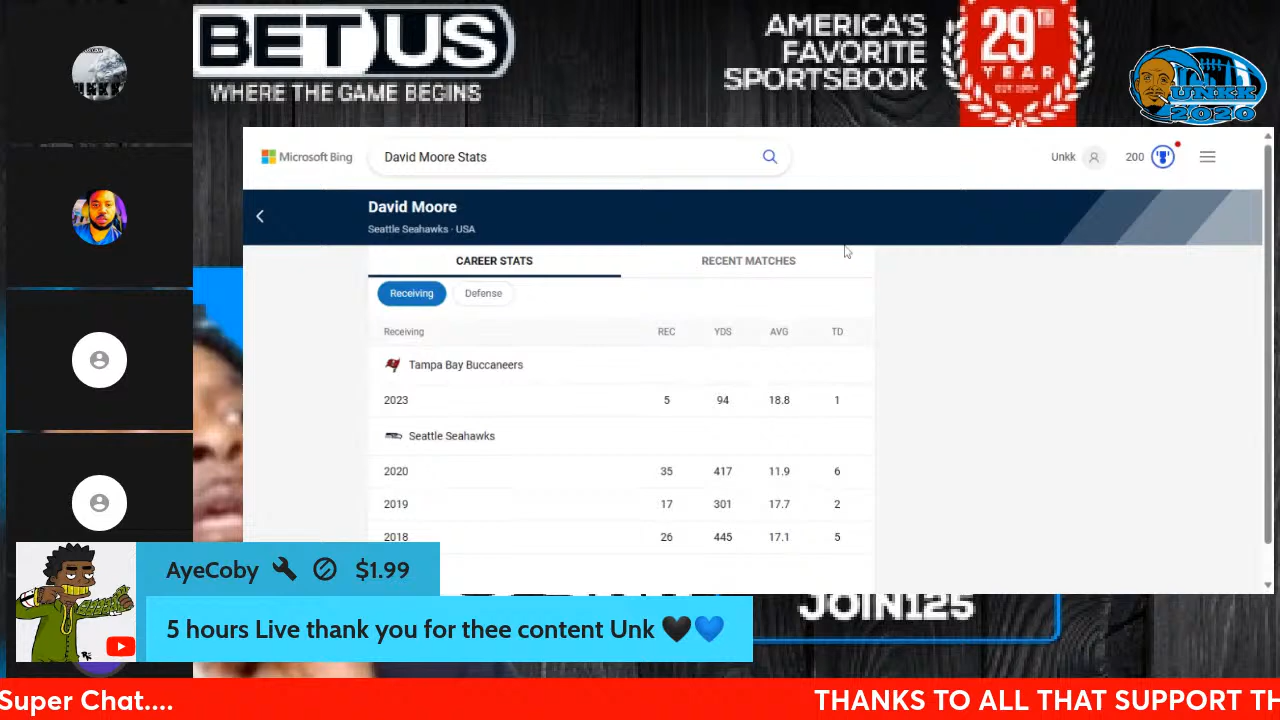 BETUS
WHERE THE GAME BEGINS
AMERICA'S
FAVORITE
SPORTSBOOK
29TH
YEAR
UNKK
2020
Microsoft Bing
David Moore Stats
Unkk
200
David Moore
Seattle Seahawks · USA
CAREER STATS RECENT MATCHES
Receiving Defense
Receiving REC YDS AVG TD
Tampa Bay Buccaneers
2023 5 94 18.8 1
Seattle Seahawks
2020 35 417 11.9 6
2019 17 301 17.7 2
2018 26 445 17.1 5
JOIN125
AyeCoby $1.99
5 hours Live thank you for thee content Unk 🖤💙
Super Chat.... THANKS TO ALL THAT SUPPORT TH